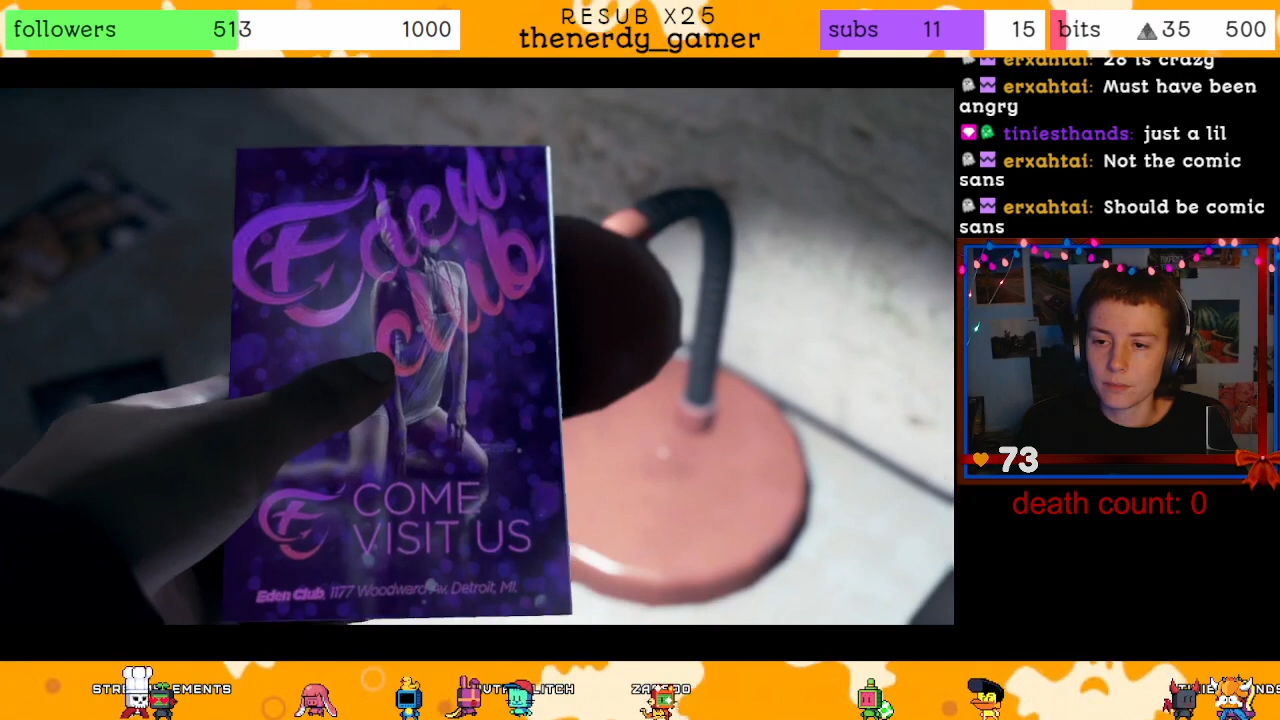 followers 513 1000
RESUB X25
thenerdy_gamer
subs 11 15
bits 35 500
erxahtai: 28 is crazy
erxahtai: Must have been
angry
tiniesthands: just a lil
erxahtai: Not the comic
sans
erxahtai: Should be comic
sans
Eden
club
COME
VISIT US
Eden Club, 1177 Woodward Av. Detroit, MI.
73
death count: 0